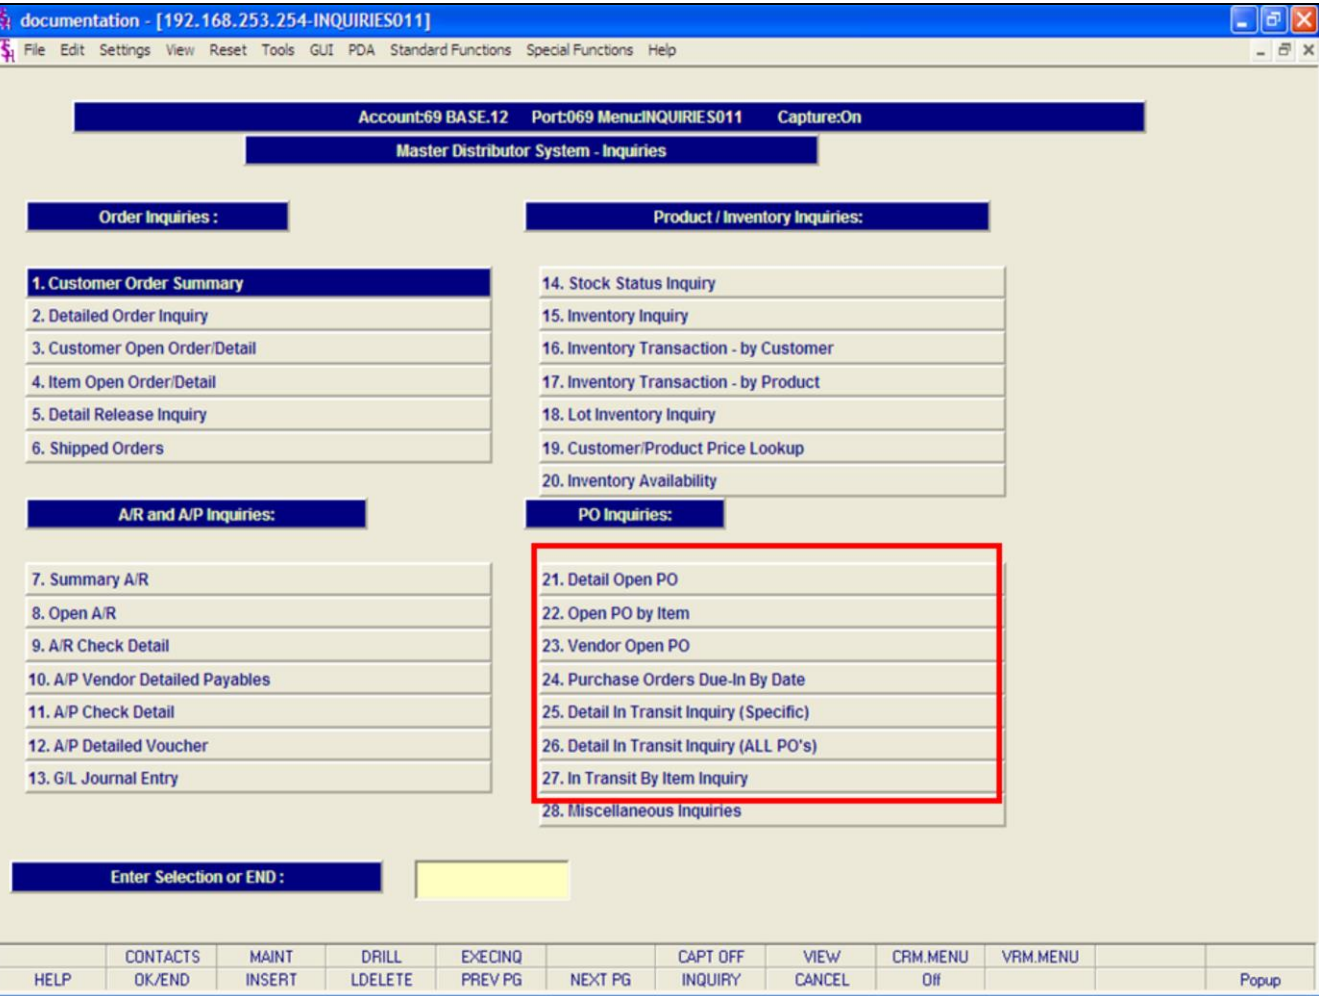 documentation - [192.168.253.254-INQUIRIES011]
File Edit Settings View Reset Tools GUI PDA Standard Functions Special Functions Help
Account:69 BASE.12 Port:069 Menu:INQUIRIES011 Capture:On
Master Distributor System - Inquiries
Order Inquiries :
1. Customer Order Summary
2. Detailed Order Inquiry
3. Customer Open Order/Detail
4. Item Open Order/Detail
5. Detail Release Inquiry
6. Shipped Orders
Product / Inventory Inquiries:
14. Stock Status Inquiry
15. Inventory Inquiry
16. Inventory Transaction - by Customer
17. Inventory Transaction - by Product
18. Lot Inventory Inquiry
19. Customer/Product Price Lookup
20. Inventory Availability
A/R and A/P Inquiries:
7. Summary A/R
8. Open A/R
9. A/R Check Detail
10. A/P Vendor Detailed Payables
11. A/P Check Detail
12. A/P Detailed Voucher
13. G/L Journal Entry
PO Inquiries:
21. Detail Open PO
22. Open PO by Item
23. Vendor Open PO
24. Purchase Orders Due-In By Date
25. Detail In Transit Inquiry (Specific)
26. Detail In Transit Inquiry (ALL PO's)
27. In Transit By Item Inquiry
28. Miscellaneous Inquiries
Enter Selection or END :
CONTACTS MAINT DRILL EXECINQ CAPT OFF VIEW CRM.MENU VRM.MENU
HELP OK/END INSERT LDELETE PREV PG NEXT PG INQUIRY CANCEL Off Popup